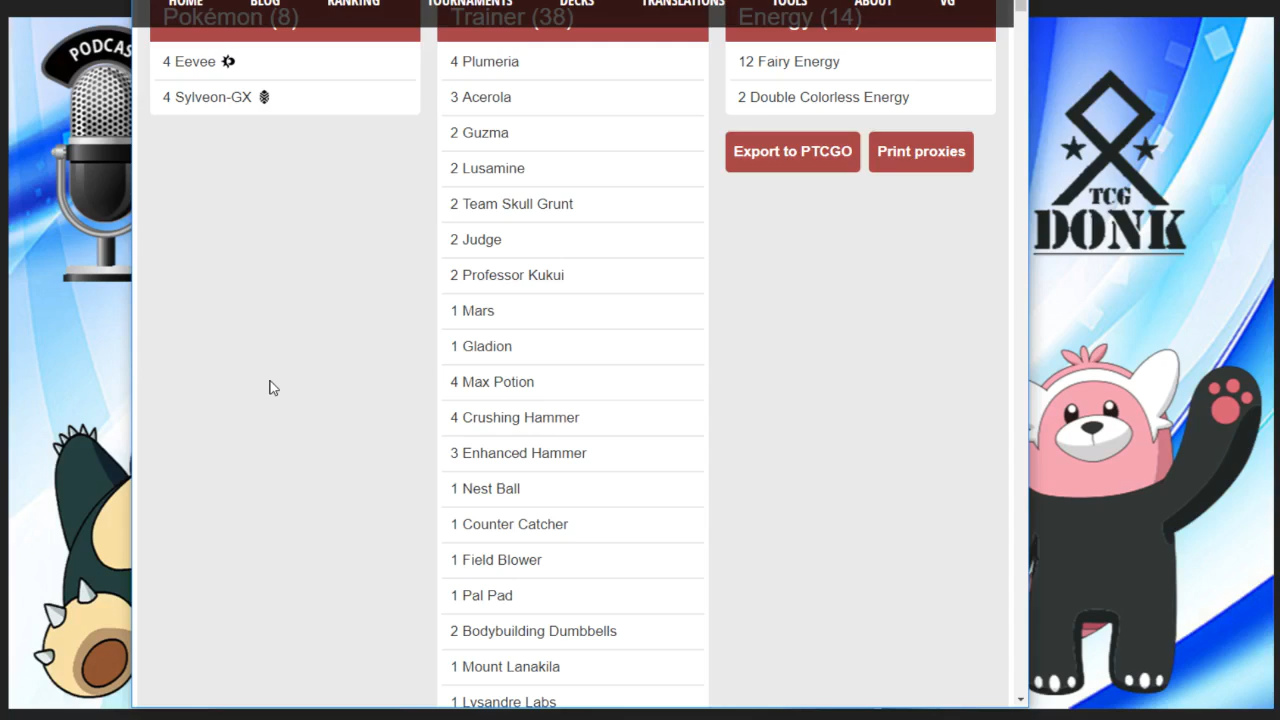 HOME BLOG RANKING TOURNAMENTS DECKS TRANSLATIONS TOOLS ABOUT VG
Pokémon (8)
4 Eevee
4 Sylveon-GX
Trainer (38)
4 Plumeria
3 Acerola
2 Guzma
2 Lusamine
2 Team Skull Grunt
2 Judge
2 Professor Kukui
1 Mars
1 Gladion
4 Max Potion
4 Crushing Hammer
3 Enhanced Hammer
1 Nest Ball
1 Counter Catcher
1 Field Blower
1 Pal Pad
2 Bodybuilding Dumbbells
1 Mount Lanakila
1 Lysandre Labs
Energy (14)
12 Fairy Energy
2 Double Colorless Energy
Export to PTCGO
Print proxies
PODCAS
TCG
DONK